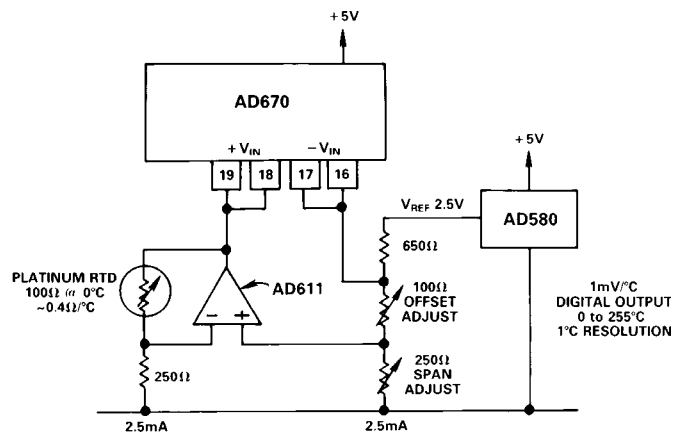 +5V
AD670
+ VIN
− VIN
19
18
17
16
+5V
VREF 2.5V
AD580
650Ω
PLATINUM RTD
100Ω @ 0°C
~0.4Ω/°C
AD611
100Ω
OFFSET
ADJUST
1mV/°C
DIGITAL OUTPUT
0 to 255°C
1°C RESOLUTION
−
+
250Ω
250Ω
SPAN
ADJUST
2.5mA
2.5mA